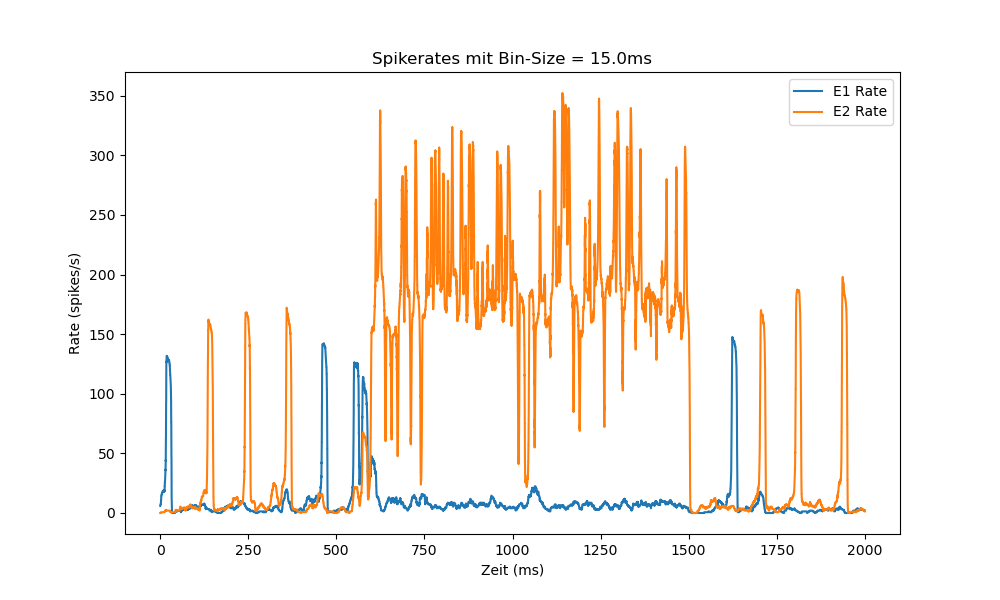 Spikerates mit Bin-Size = 15.0ms
E1 Rate
E2 Rate
Rate (spikes/s)
350
300
250
200
150
100
50
0
0 250 500 750 1000 1250 1500 1750 2000
Zeit (ms)